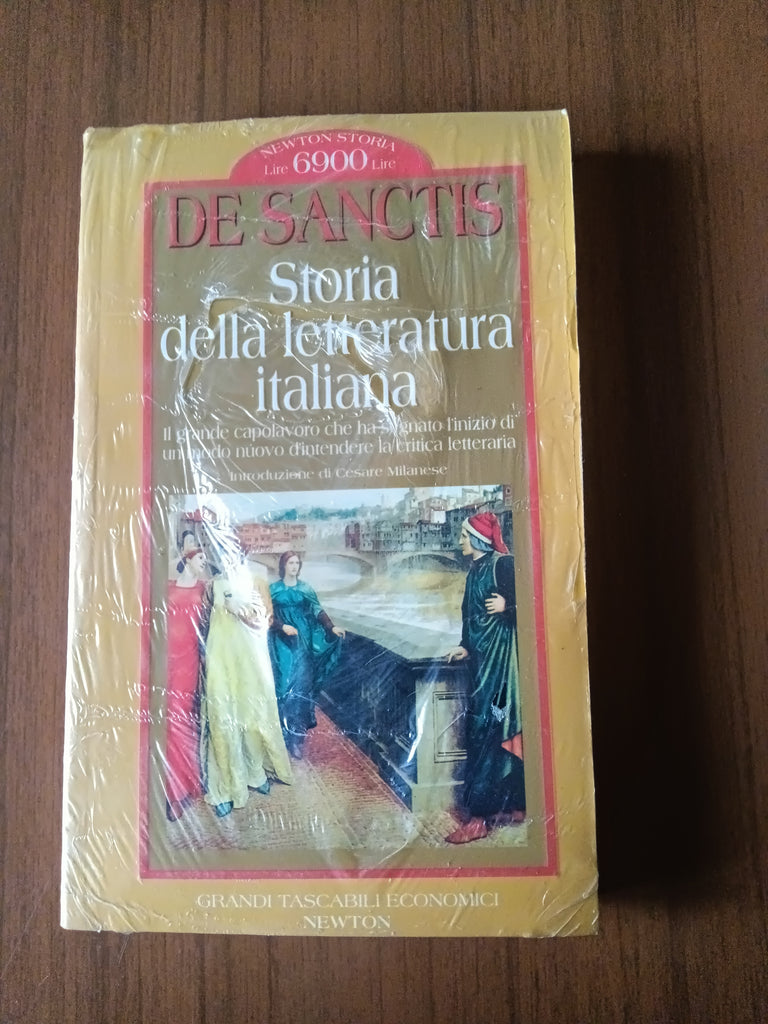 NEWTON STORIA
Lire 6900 Lire
DE SANCTIS
Storia
della letteratura
italiana
Il grande capolavoro che ha segnato l'inizio di
un modo nuovo d'intendere la critica letteraria
Introduzione di Cesare Milanese
GRANDI TASCABILI ECONOMICI
NEWTON